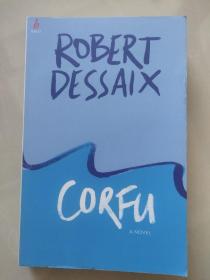 ROBERT
DESSAIX
CORFU
A NOVEL